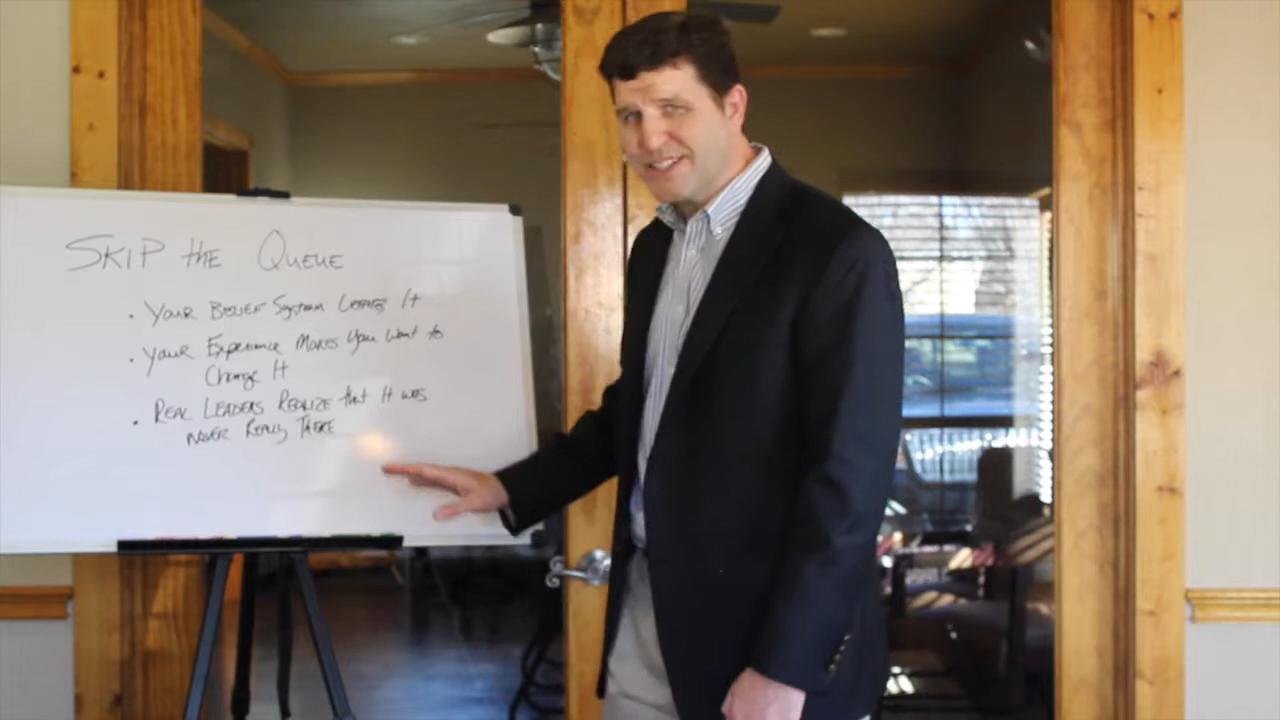 SKIP the QUEUE
• YOUR BELIEF SYSTEM CREATES It
• YOUR Experience Makes You Want to
Change It
• REAL LEADERS REALIZE that It was
NEVER Really THERE